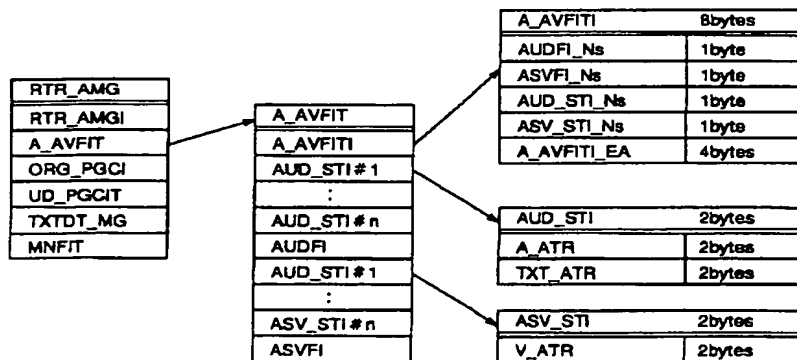 RTR_AMG
RTR_AMGI
A_AVFIT
ORG_PGCI
UD_PGCIT
TXTDT_MG
MNFIT
A_AVFIT
A_AVFITI
AUD_STI#1
:
AUD_STI#n
AUDFI
AUD_STI#1
:
ASV_STI#n
ASVFI
A_AVFITI 8bytes
AUDFI_Ns 1byte
ASVFI_Ns 1byte
AUD_STI_Ns 1byte
ASV_STI_Ns 1byte
A_AVFITI_EA 4bytes
AUD_STI 2bytes
A_ATR 2bytes
TXT_ATR 2bytes
ASV_STI 2bytes
V_ATR 2bytes